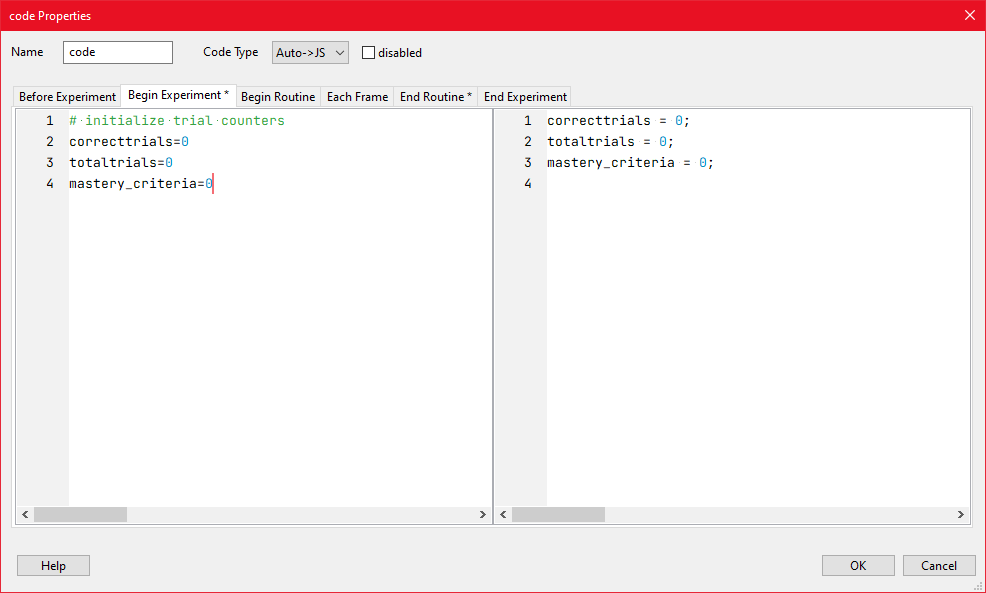 code Properties
Name code Code Type Auto->JS disabled
Before Experiment Begin Experiment * Begin Routine Each Frame End Routine * End Experiment
1 # initialize trial counters
2 correcttrials=0
3 totaltrials=0
4 mastery_criteria=0
1 correcttrials = 0;
2 totaltrials = 0;
3 mastery_criteria = 0;
4
Help OK Cancel